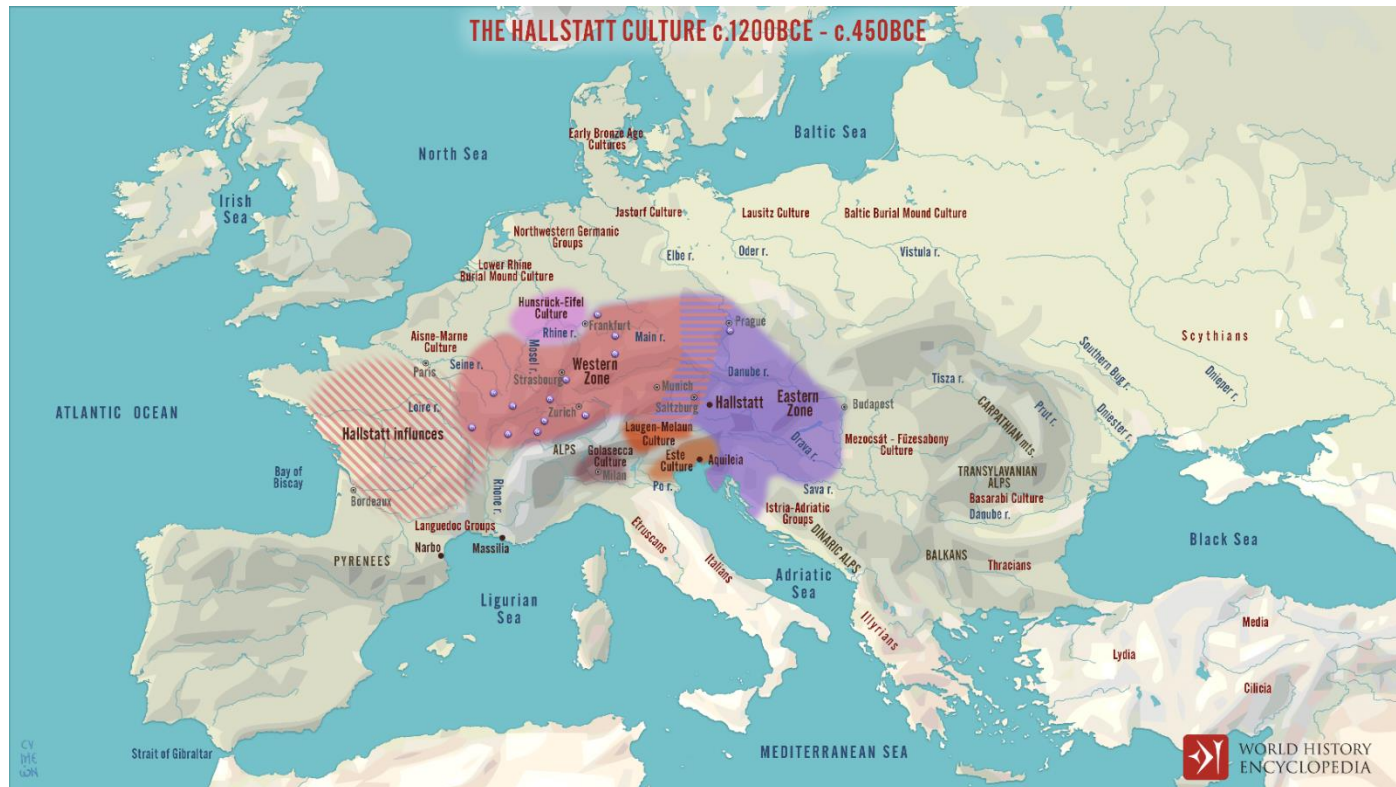 THE HALLSTATT CULTURE c.1200BCE - c.450BCE
Baltic Sea
Early Bronze Age
Cultures
North Sea
Irish
Sea
Jastorf Culture
Lausitz Culture
Baltic Burial Mound Culture
Northwestern Germanic
Groups
Elbe r.
Oder r.
Vistula r.
Lower Rhine
Burial Mound Culture
Hunsrück-Eifel
Culture
Rhine r.
Frankfurt
Main r.
Prague
Aisne-Marne
Culture
Scythians
Southern Bug r.
Dnieper r.
Dniester r.
Prut r.
Paris
Seine r.
Mosel r.
Strasbourg
Western
Zone
Danube r.
Tisza r.
Munich
Saltzburg
Hallstatt
Eastern
Zone
Budapest
CARPATHIAN mts.
ATLANTIC OCEAN
Loire r.
Zurich
Hallstatt influnces
Laugen-Melaun
Culture
Drava r.
Mezocsát - Füzesabony
Culture
ALPS
Golasecca
Culture
Milan
Este
Culture
Aquileia
TRANSYLAVANIAN
ALPS
Bay of
Biscay
Bordeaux
Rhone r.
Po r.
Sava r.
Basarabi Culture
Danube r.
Istria-Adriatic
Groups
Languedoc Groups
Narbo
Massilia
PYRENEES
Etruscans
Italians
DINARIC ALPS
BALKANS
Thracians
Black Sea
Adriatic
Sea
Ligurian
Sea
Illyrians
Media
Lydia
Cilicia
Strait of Gibraltar
MEDITERRANEAN SEA
WORLD HISTORY
ENCYCLOPEDIA